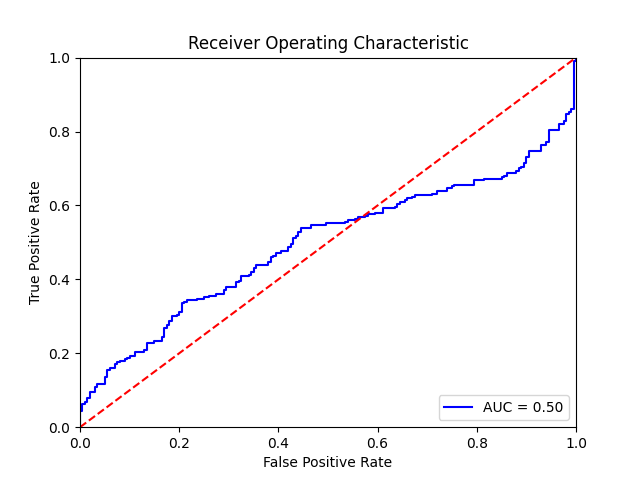 Receiver Operating Characteristic
True Positive Rate
1.0
0.8
0.6
0.4
0.2
0.0
AUC = 0.50
0.0 0.2 0.4 0.6 0.8 1.0
False Positive Rate